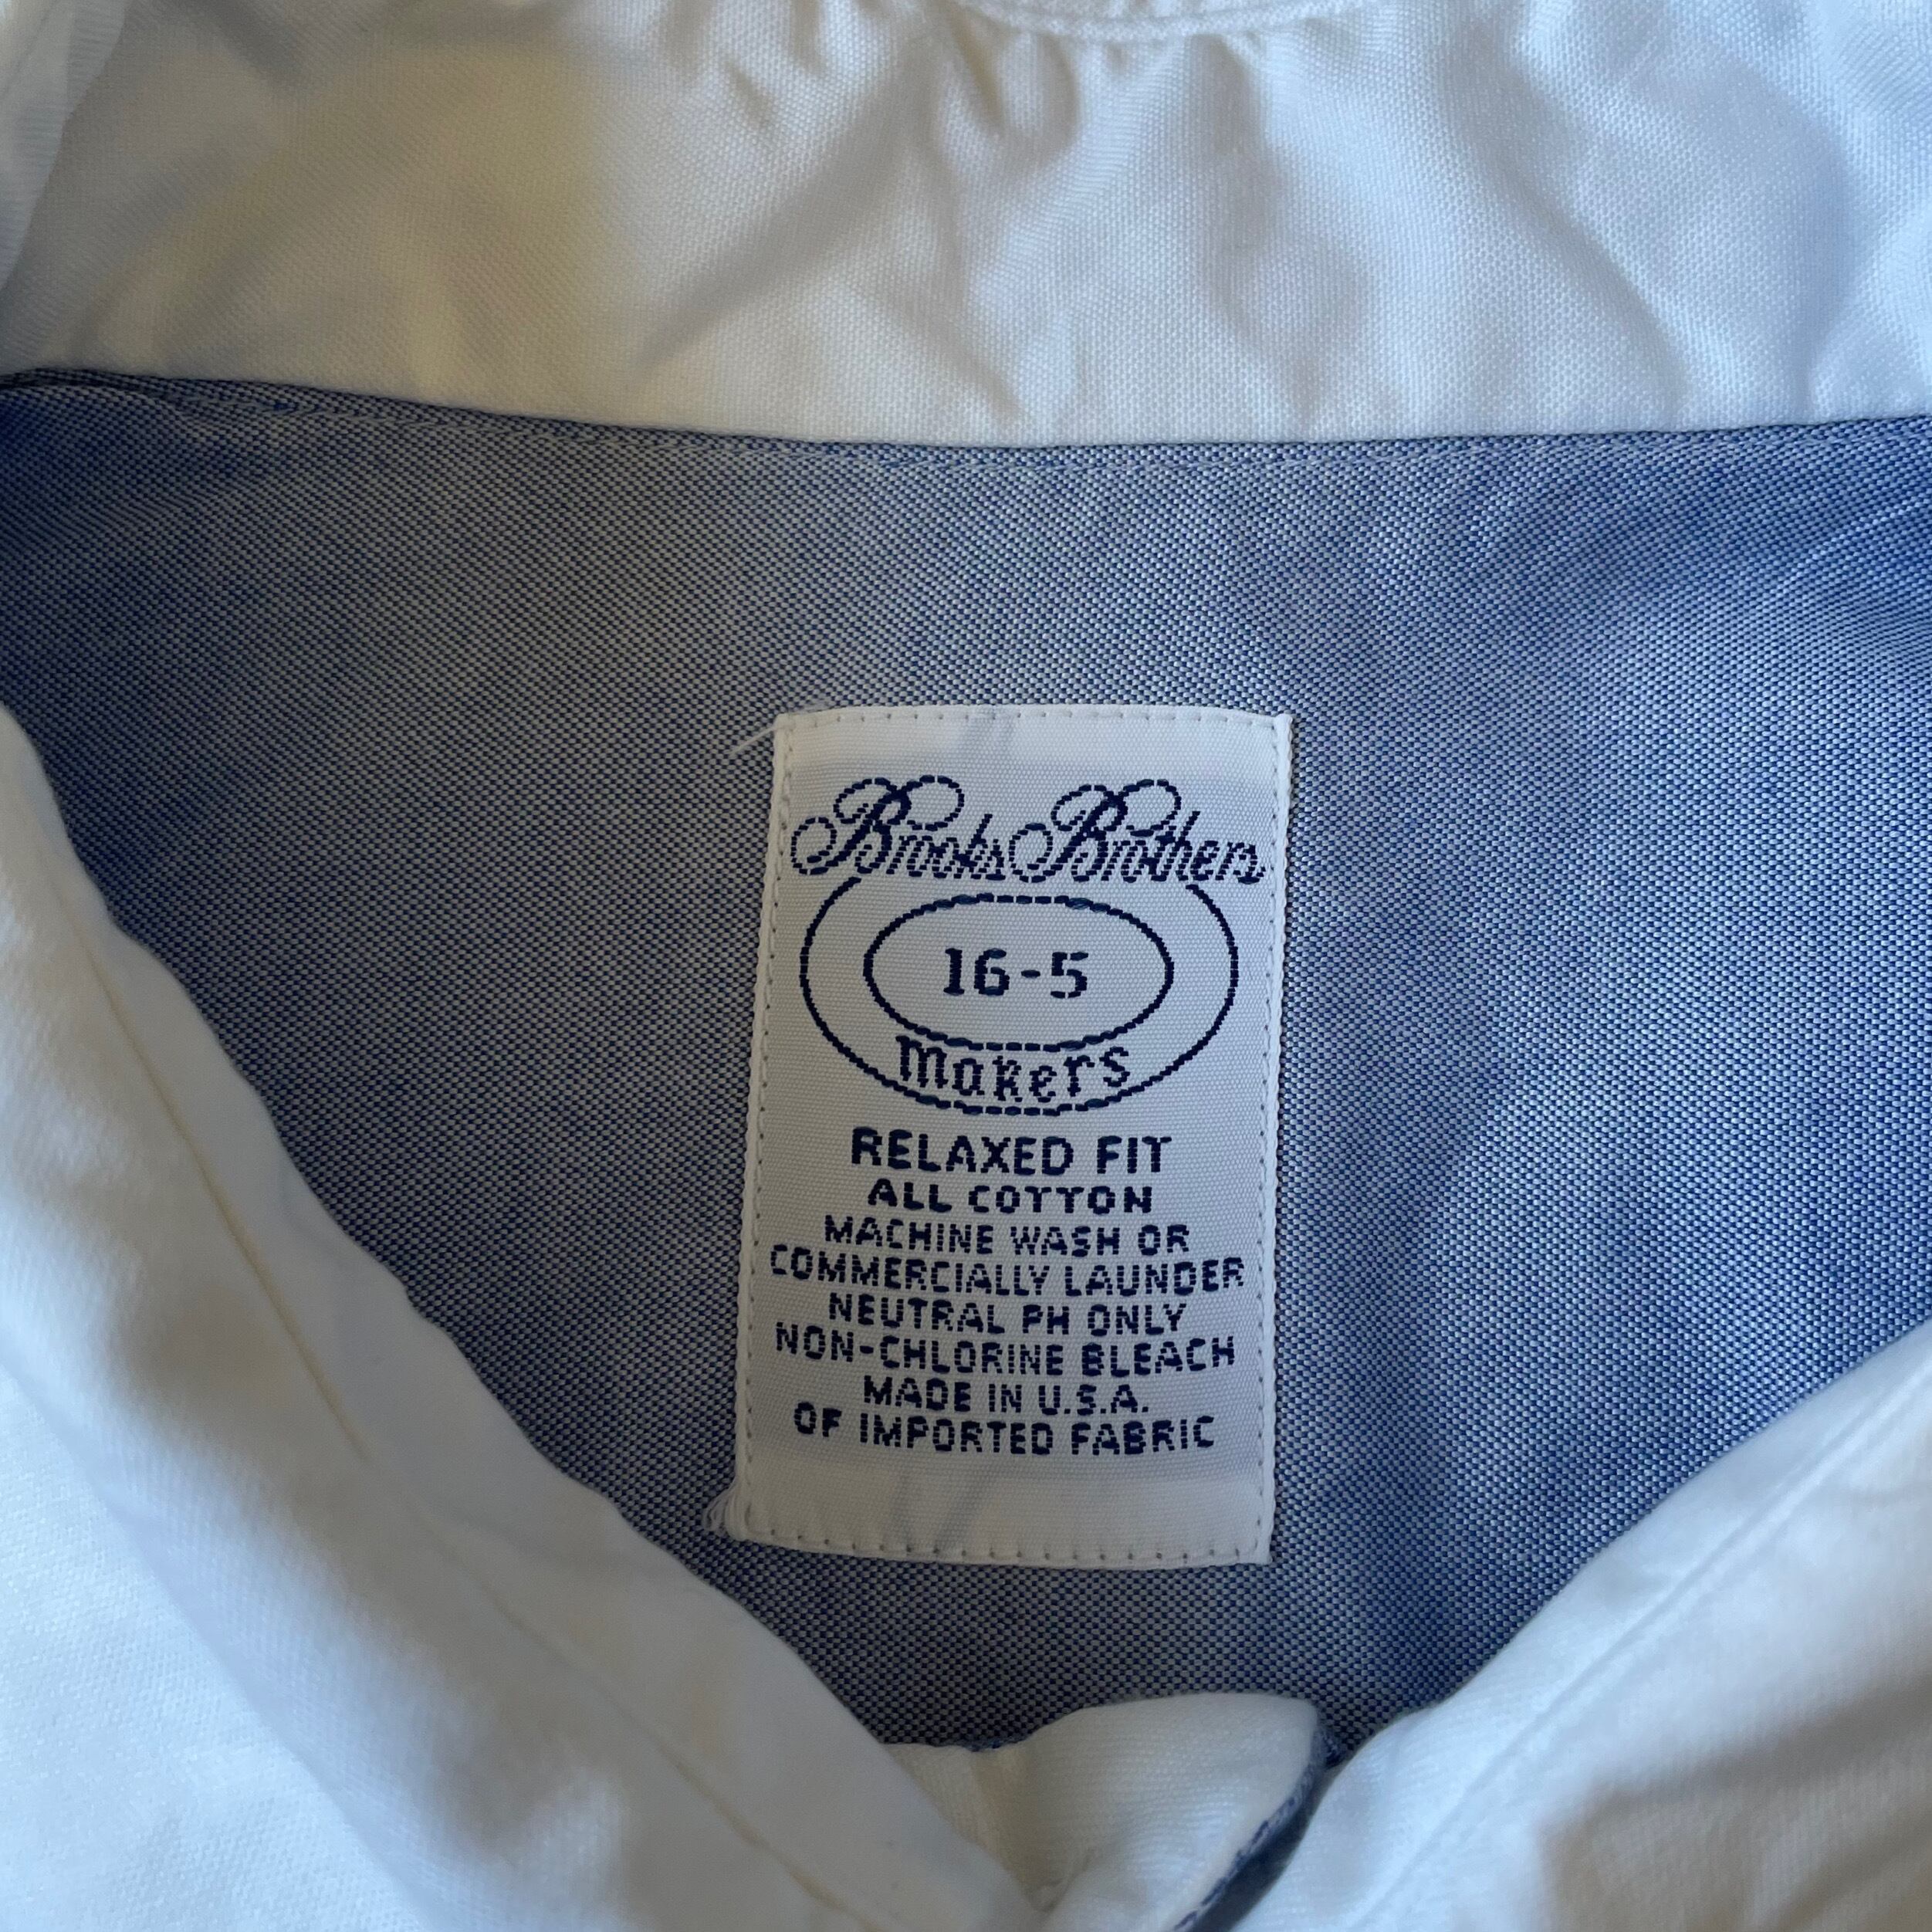 Brooks Brothers
16-5
Makers
RELAXED FIT
ALL COTTON
MACHINE WASH OR
COMMERCIALLY LAUNDER
NEUTRAL PH ONLY
NON-CHLORINE BLEACH
MADE IN U.S.A.
OF IMPORTED FABRIC